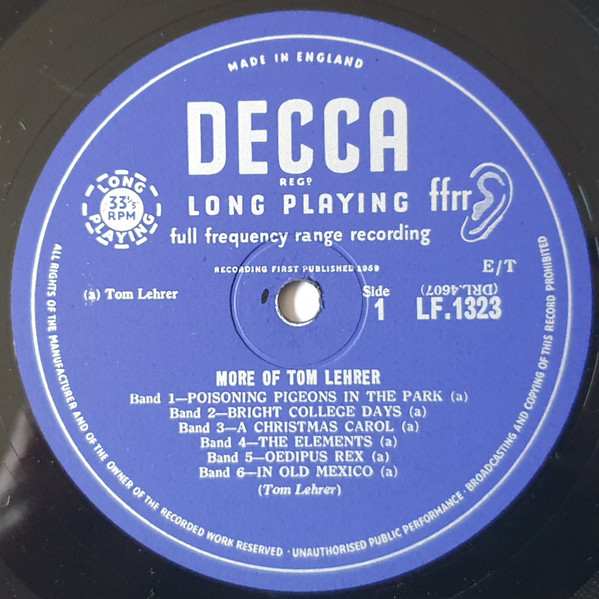 MADE IN ENGLAND
DECCA
REGD
LONG PLAYING
33⅓ RPM
LONG PLAYING
ffrr
full frequency range recording
RECORDING FIRST PUBLISHED 1959
E/T
(a) Tom Lehrer
Side
1
(DRL•4607)
LF.1323
MORE OF TOM LEHRER
Band 1—POISONING PIGEONS IN THE PARK (a)
Band 2—BRIGHT COLLEGE DAYS (a)
Band 3—A CHRISTMAS CAROL (a)
Band 4—THE ELEMENTS (a)
Band 5—OEDIPUS REX (a)
Band 6—IN OLD MEXICO (a)
(Tom Lehrer)
ALL RIGHTS OF THE MANUFACTURER AND OF THE OWNER OF THE RECORDED WORK RESERVED · UNAUTHORISED PUBLIC PERFORMANCE · BROADCASTING AND COPYING OF THIS RECORD PROHIBITED